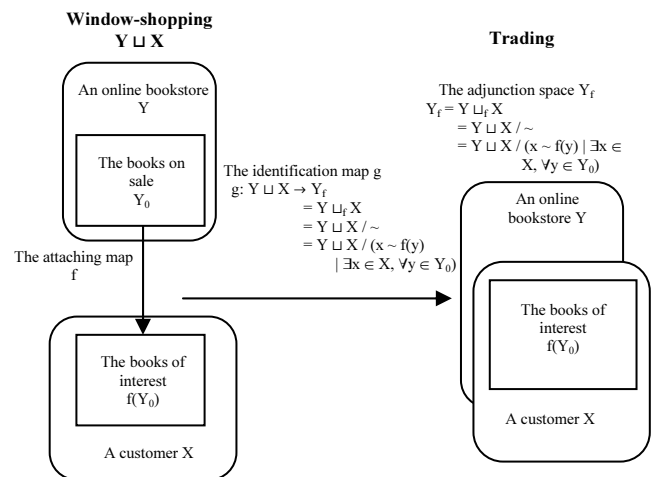 Window-shopping
Y ⊔ X
An online bookstore
Y
The books on
sale
Y₀
The attaching map
f
The books of
interest
f(Y₀)
A customer X
The identification map g
g: Y ⊔ X → Y_f
= Y ⊔_f X
= Y ⊔ X / ~
= Y ⊔ X / (x ~ f(y)
| ∃x ∈ X, ∀y ∈ Y₀)
Trading
The adjunction space Y_f
Y_f = Y ⊔_f X
= Y ⊔ X / ~
= Y ⊔ X / (x ~ f(y) | ∃x ∈
X, ∀y ∈ Y₀)
An online
bookstore Y
The books of
interest
f(Y₀)
A customer X